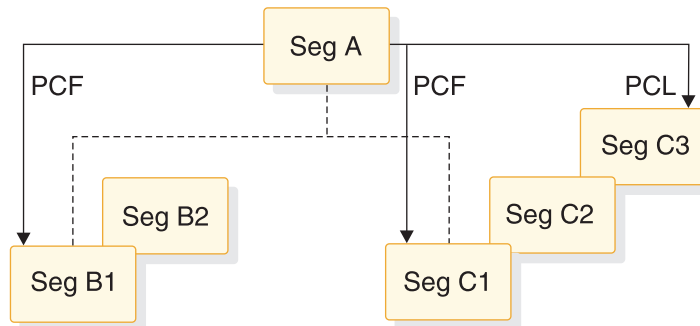 Seg A
PCF
PCF
PCL
Seg C3
Seg B2
Seg C2
Seg B1
Seg C1